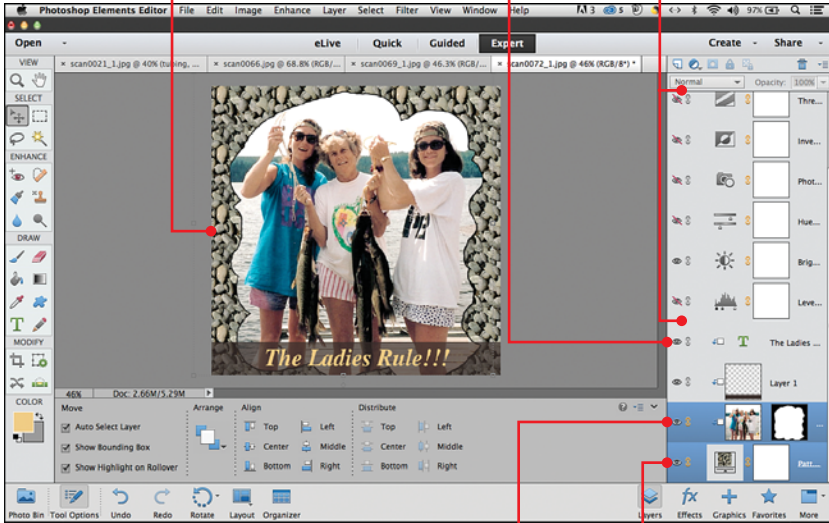 Photoshop Elements Editor File Edit Image Enhance Layer Select Filter View Window Help 3 5 97% Q
Open eLive Quick Guided Expert Create Share
VIEW × scan0021_1.jpg @ 40% (tubing, ... × scan0066.jpg @ 68.8% (RGB/... × scan0069_1.jpg @ 46.3% (RGB/... × scan0072_1.jpg @ 46% (RGB/8*) *
SELECT
ENHANCE
DRAW
T
MODIFY
COLOR
Normal Opacity: 100%
Thre...
Inve...
Phot...
Hue...
Brig...
Leve...
T The Ladies ...
Layer 1
...
Patt...
The Ladies Rule!!!
46% Doc: 2.66M/5.29M
Move Arrange Align Distribute
Auto Select Layer Top Left Top Left
Show Bounding Box Center Middle Center Middle
Show Highlight on Rollover Bottom Right Bottom Right
Photo Bin Tool Options Undo Redo Rotate Layout Organizer Layers fx Effects Graphics Favorites More